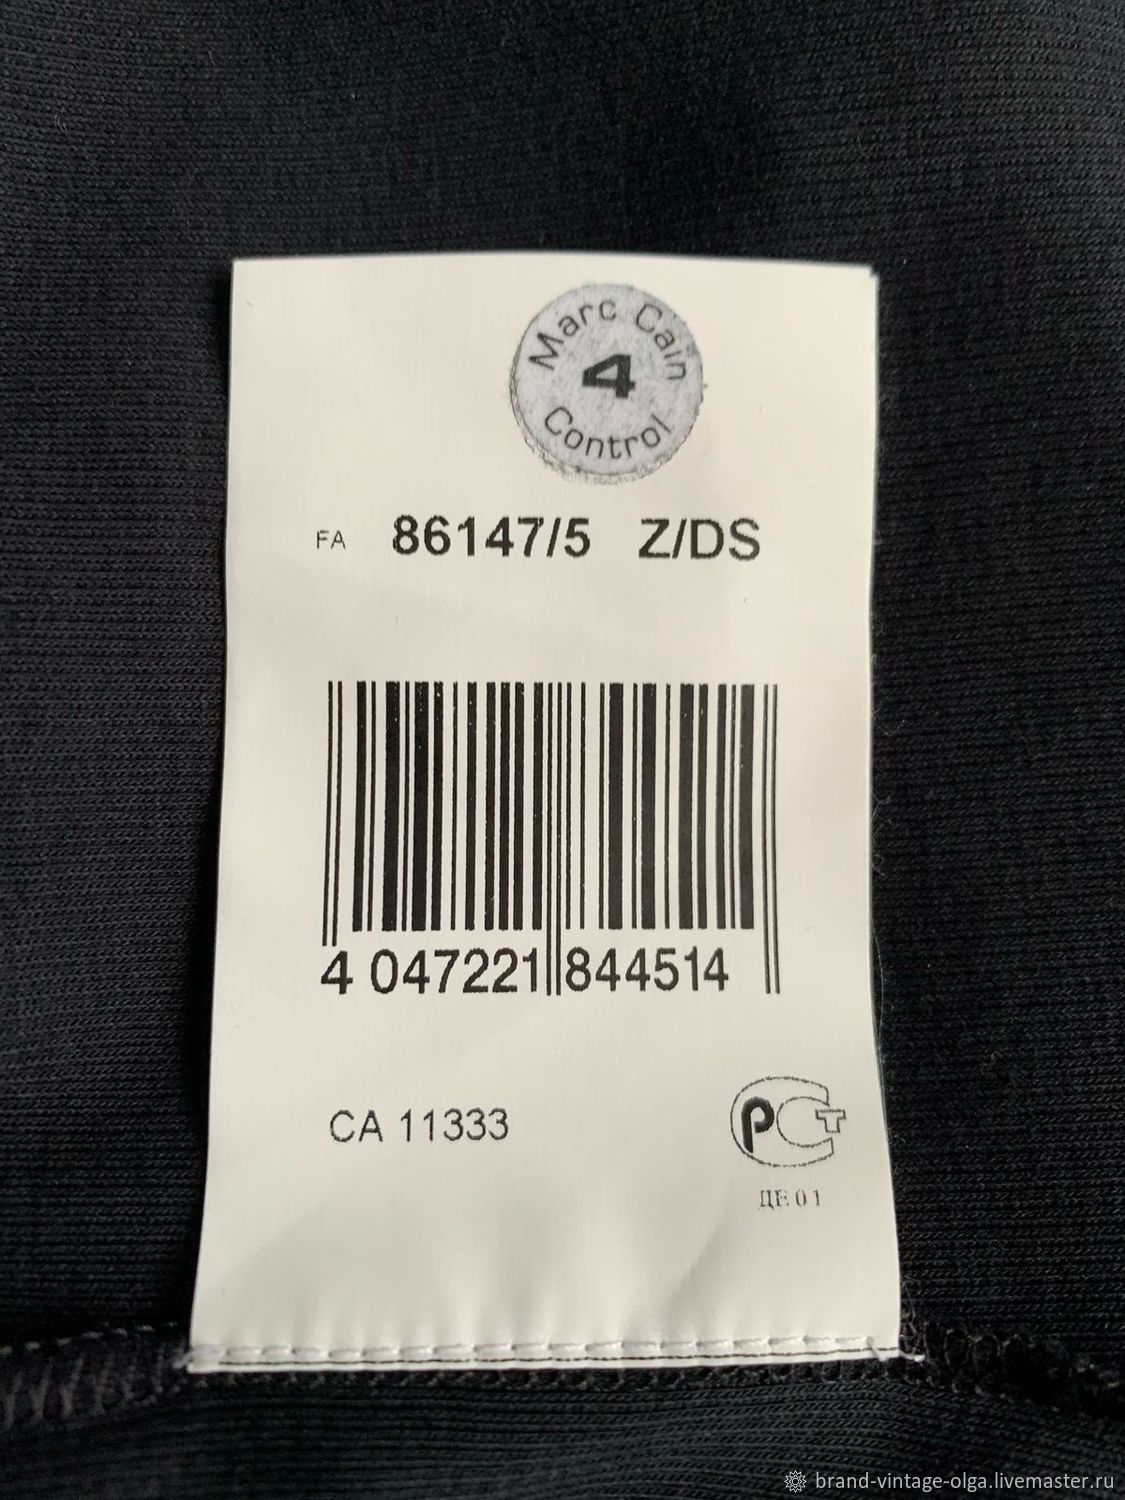 Marc Cain
4
Control
FA 86147/5 Z/DS
4 047221 844514
CA 11333
РСТ
ДЕ 01
brand-vintage-olga.livemaster.ru